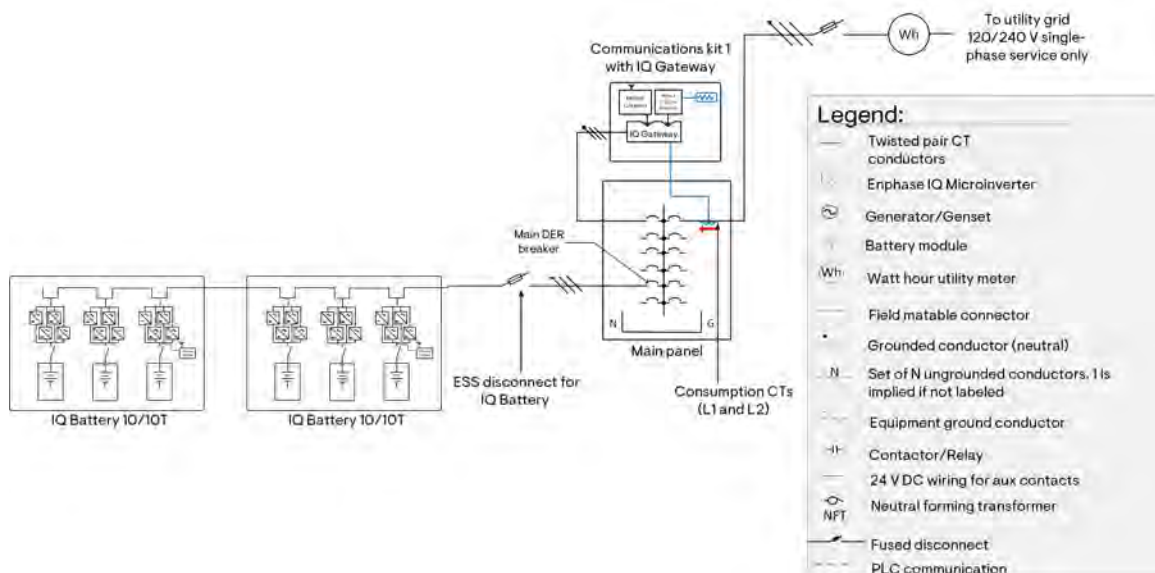 To utility grid
120/240 V single-
phase service only
Wh
Communications kit 1
with IQ Gateway
IQ Gateway
Main DER
breaker
N
G
Main panel
ESS disconnect for
IQ Battery
Consumption CTs
(L1 and L2)
IQ Battery 10/10T
IQ Battery 10/10T
Legend:
Twisted pair CT
conductors
Enphase IQ Microinverter
Generator/Genset
Battery module
Wh
Watt hour utility meter
Field matable connector
Grounded conductor (neutral)
N
Set of N ungrounded conductors. 1 is
implied if not labeled
Equipment ground conductor
Contactor/Relay
24 V DC wiring for aux contacts
NFT
Neutral forming transformer
Fused disconnect
PLC communication